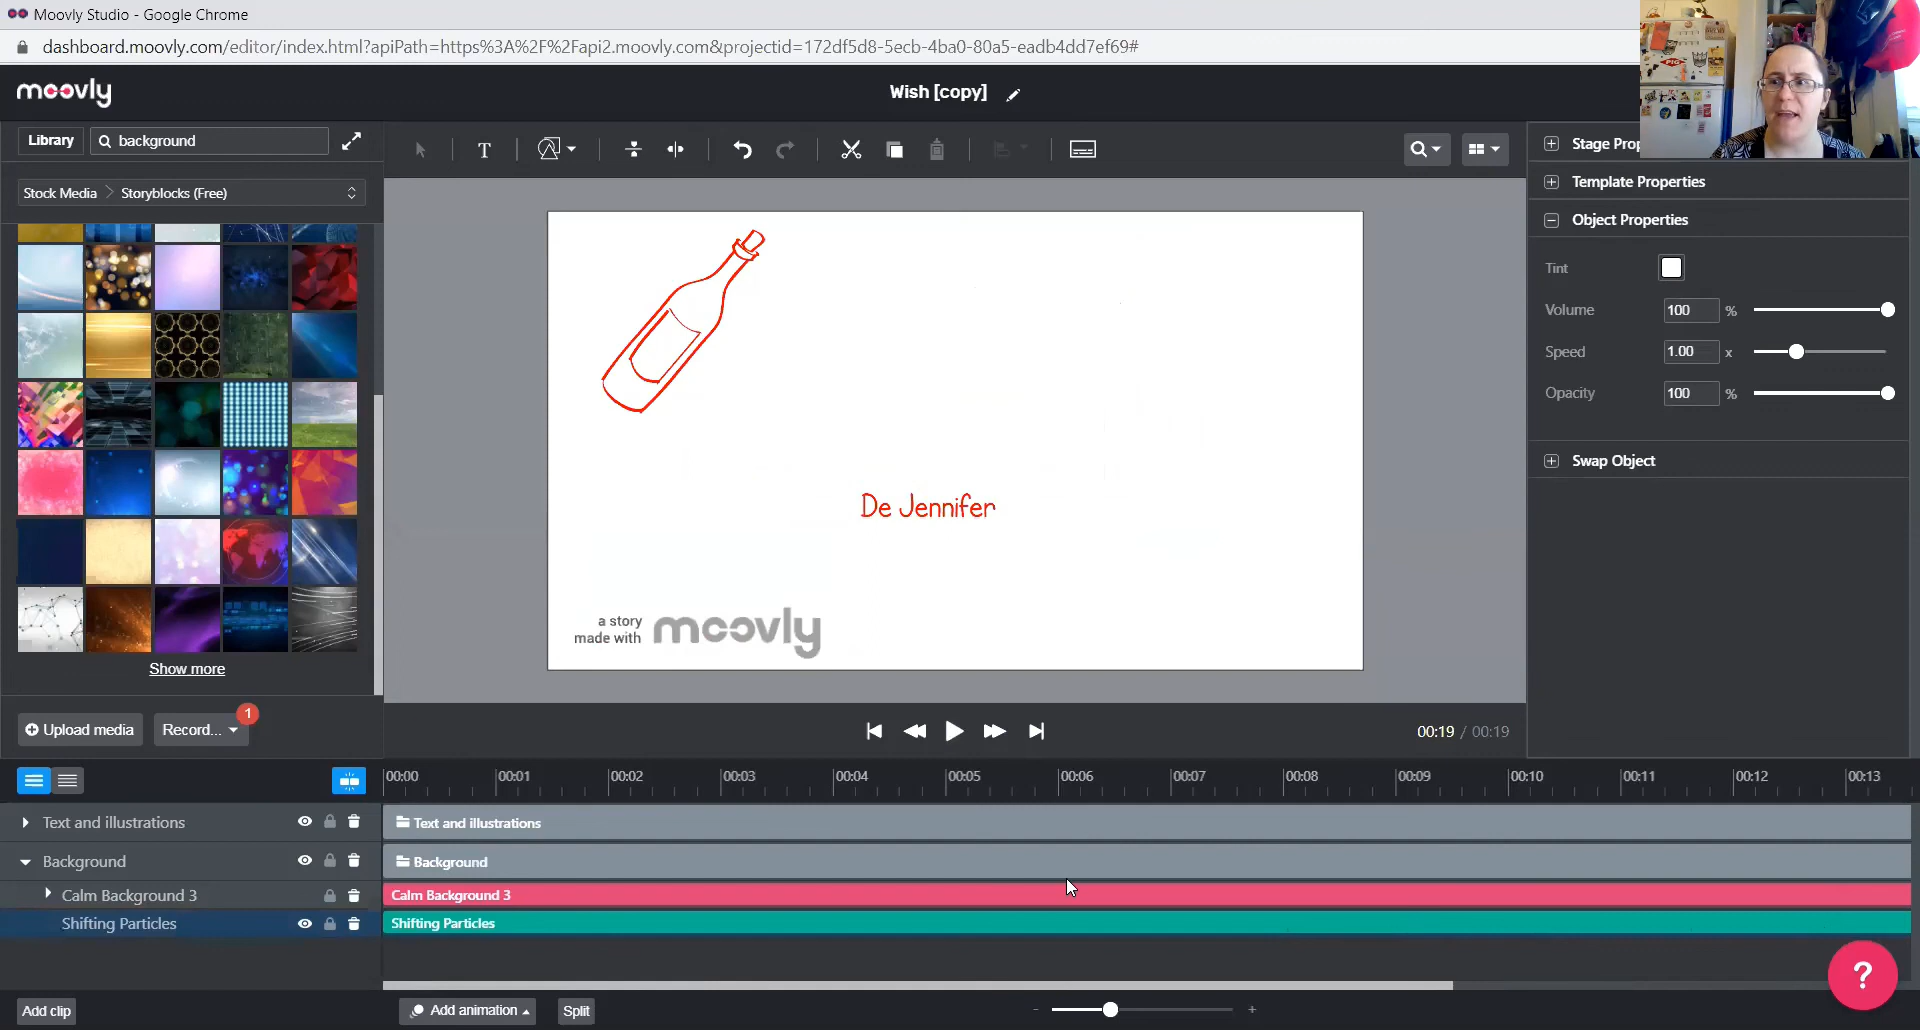 Moovly Studio - Google Chrome
dashboard.moovly.com/editor/index.html?apiPath=https%3A%2F%2Fapi2.moovly.com&projectid=172df5d8-5ecb-4ba0-80a5-eadb4dd7ef69#
moovly
Wish [copy]
Library
background
T
Stage Prop
Stock Media
Storyblocks (Free)
Template Properties
Object Properties
Tint
Volume 100 %
Speed 1.00 x
Opacity 100 %
Swap Object
De Jennifer
a story
made with moovly
Show more
Upload media
Record...
1
00:19 / 00:19
00:00 00:01 00:02 00:03 00:04 00:05 00:06 00:07 00:08 00:09 00:10 00:11 00:12 00:13
Text and illustrations
Text and illustrations
Background
Background
Calm Background 3
Calm Background 3
Shifting Particles
Shifting Particles
?
Add clip
Add animation
Split
- +